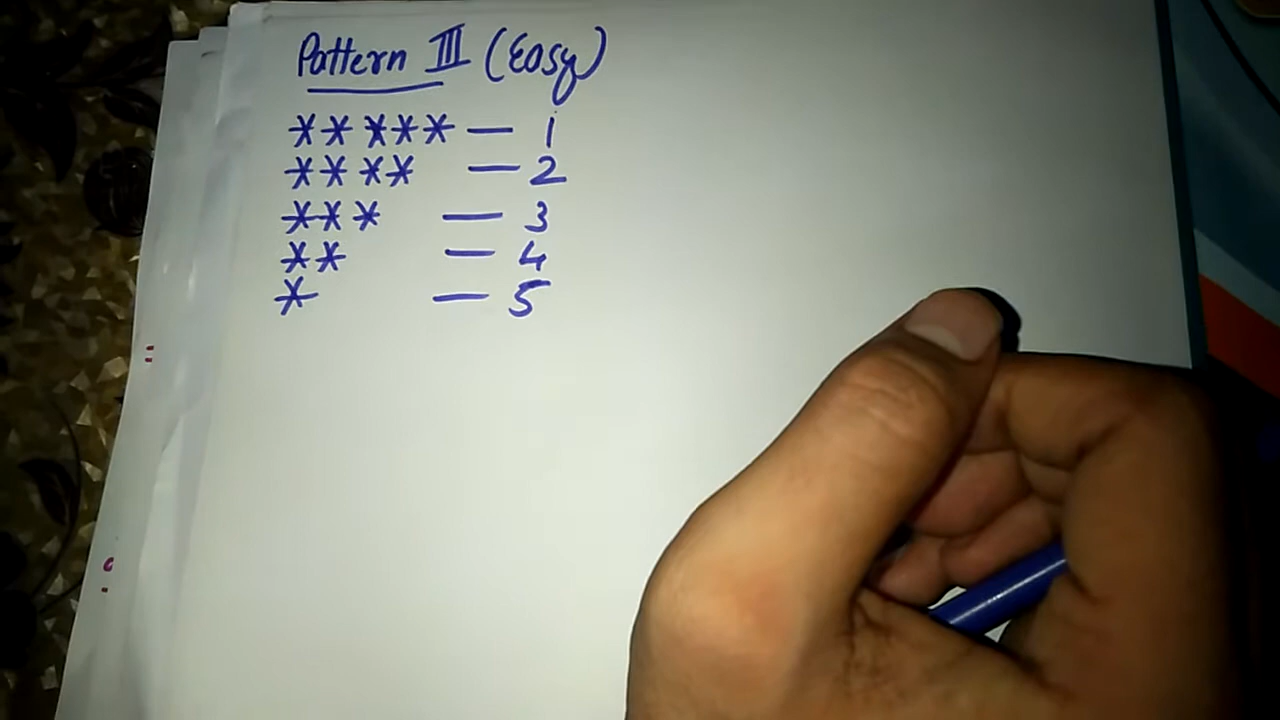 Pattern III (Easy)
***** — 1
**** — 2
*** — 3
** — 4
* — 5